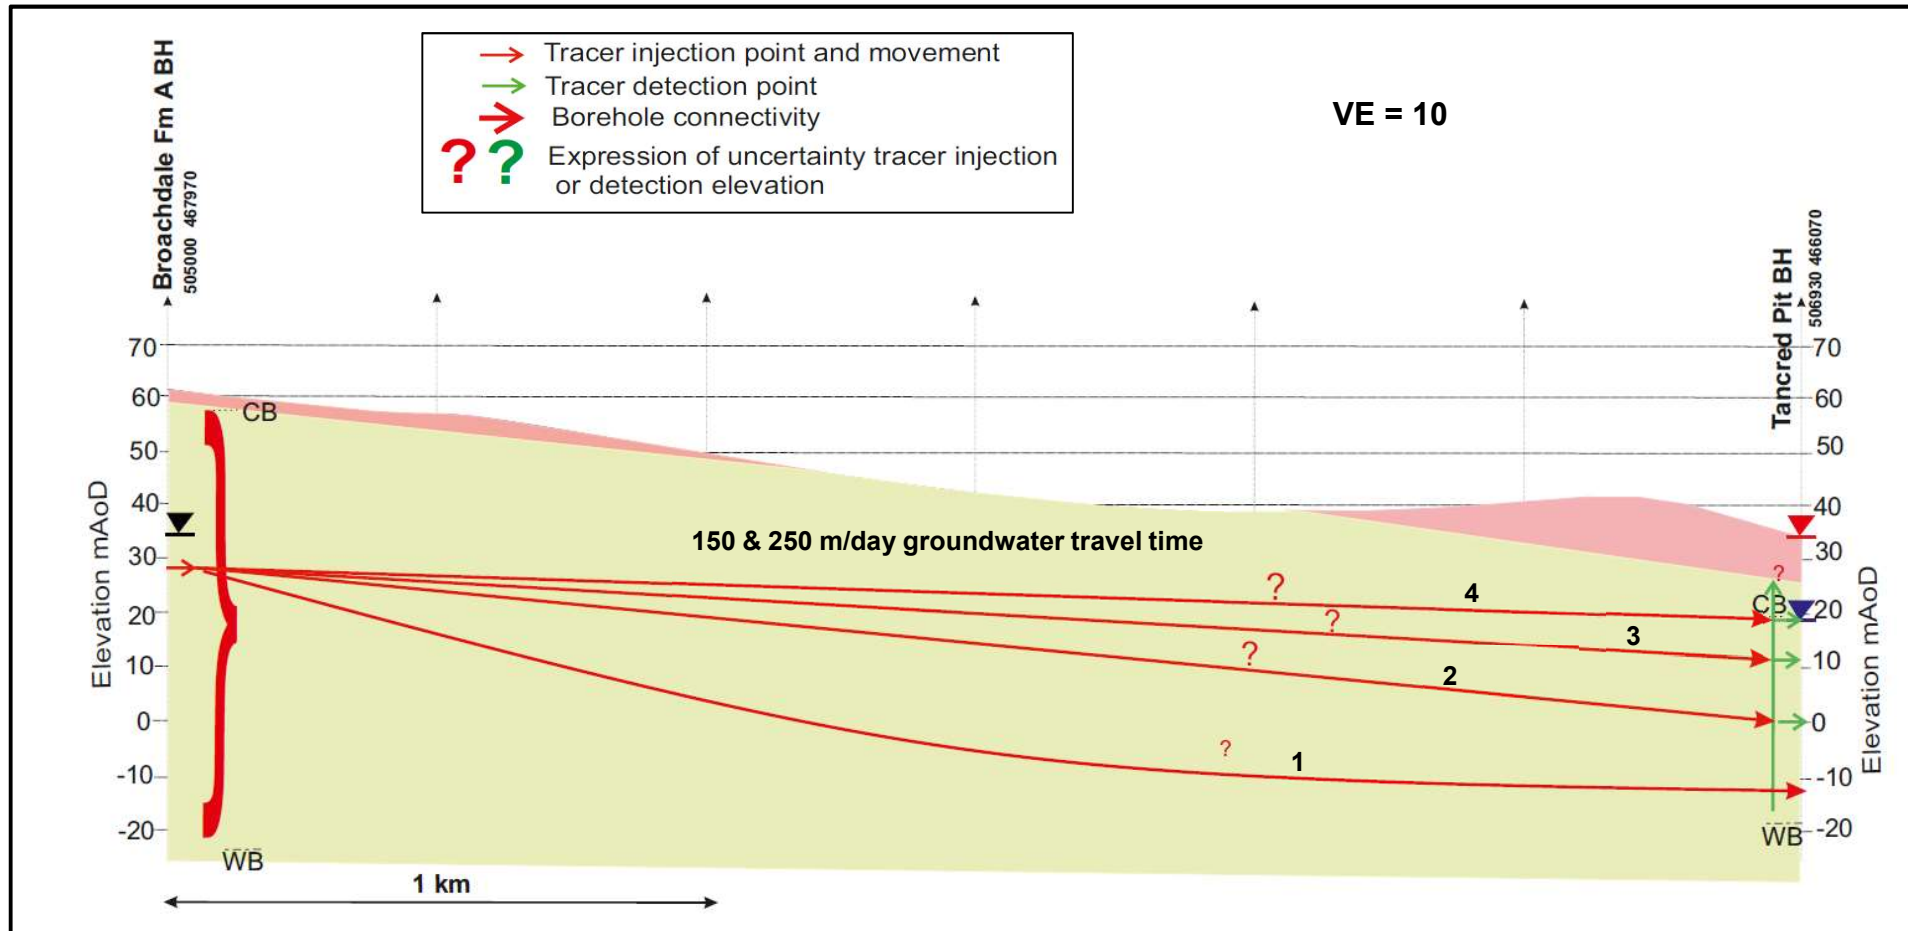 Broachdale Fm A BH
505000 467970
Tracer injection point and movement
Tracer detection point
Borehole connectivity
? ? Expression of uncertainty tracer injection
or detection elevation
VE = 10
Tancred Pit BH
506930 466070
70
60
50
40
30
20
10
0
-10
-20
Elevation mAoD
CB
WB
150 & 250 m/day groundwater travel time
?
4
?
3
?
2
?
1
?
CB
WB
70
60
50
40
30
20
10
0
-10
-20
Elevation mAoD
1 km